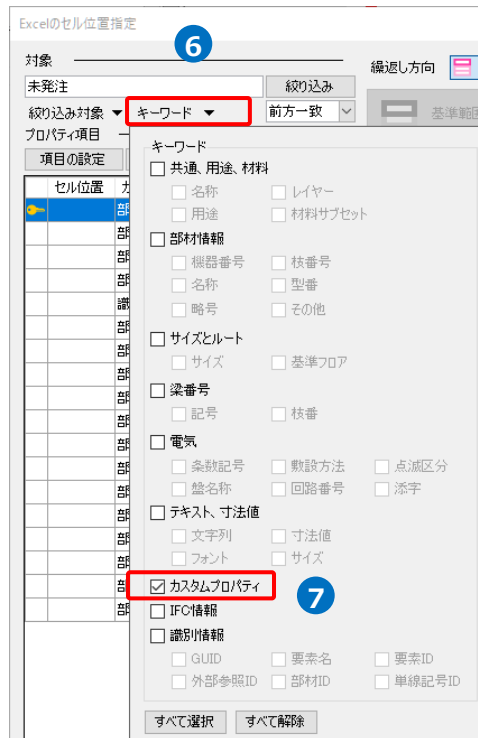 Excelのセル位置指定
6
対象
繰返し方向
未発注
絞り込み
絞り込み対象 ▼ キーワード ▼ 前方一致
基準範囲
プロパティ項目
項目の設定
セル位置
キーワード
共通、用途、材料
名称 レイヤー
用途 材料サブセット
部材情報
機器番号 枝番号
名称 型番
略号 その他
サイズとルート
サイズ 基準フロア
梁番号
記号 枝番
電気
条数記号 敷設方法 点滅区分
盤名称 回路番号 添字
テキスト、寸法値
文字列 寸法値
フォント サイズ
カスタムプロパティ
7
IFC情報
識別情報
GUID 要素名 要素ID
外部参照ID 部材ID 単線記号ID
すべて選択 すべて解除